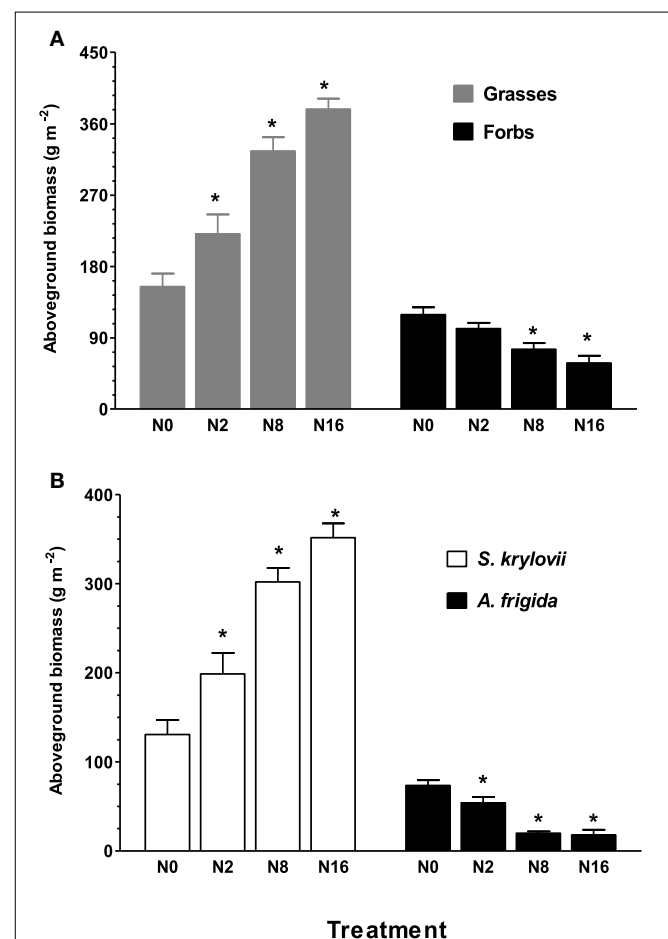 A
450
360
270
180
90
0
Aboveground biomass (g m⁻²)
* * *
* *
Grasses
Forbs
N0 N2 N8 N16 N0 N2 N8 N16
B
400
300
200
100
0
Aboveground biomass (g m⁻²)
* * *
* * *
S. krylovii
A. frigida
N0 N2 N8 N16 N0 N2 N8 N16
Treatment